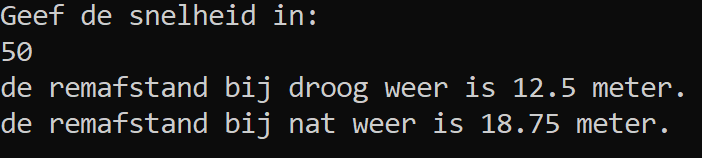 Geef de snelheid in:
50
de remafstand bij droog weer is 12.5 meter.
de remafstand bij nat weer is 18.75 meter.